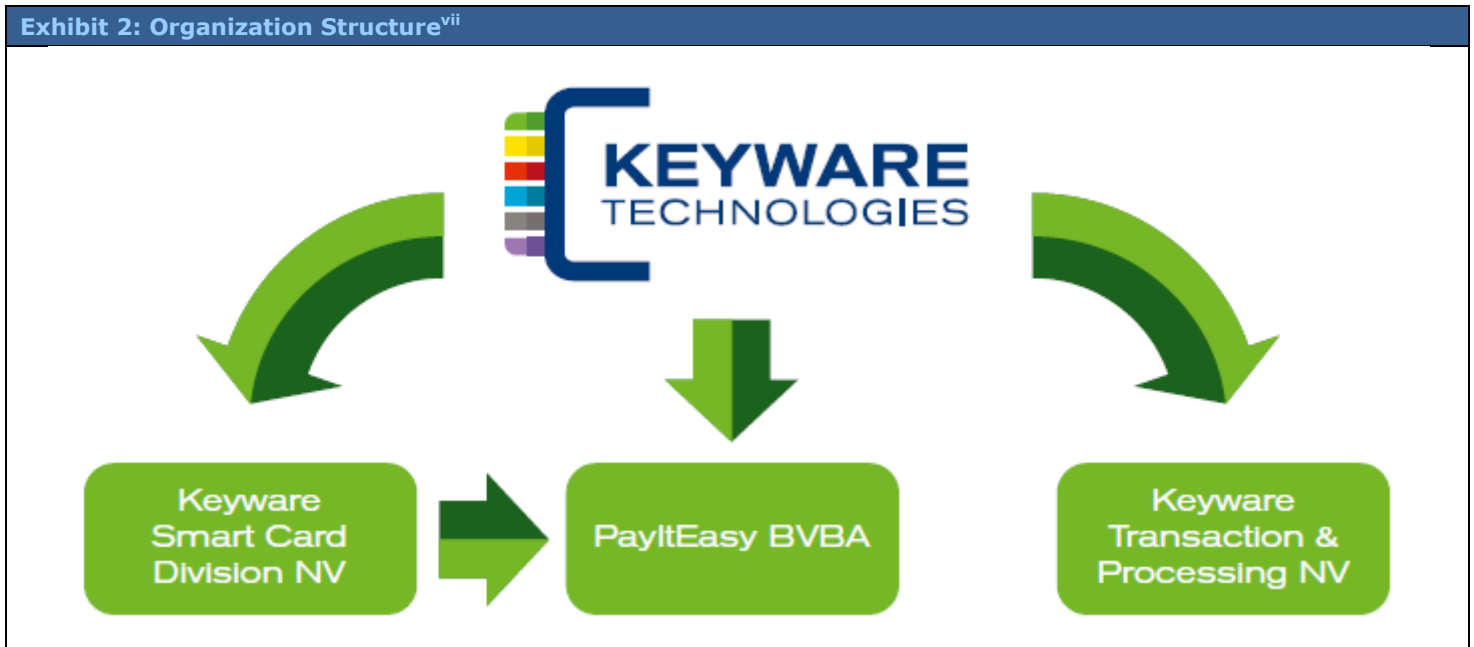 Exhibit 2: Organization Structurevii
KEYWARE
TECHNOLOGIES
Keyware
Smart Card
Division NV
PayItEasy BVBA
Keyware
Transaction &
Processing NV